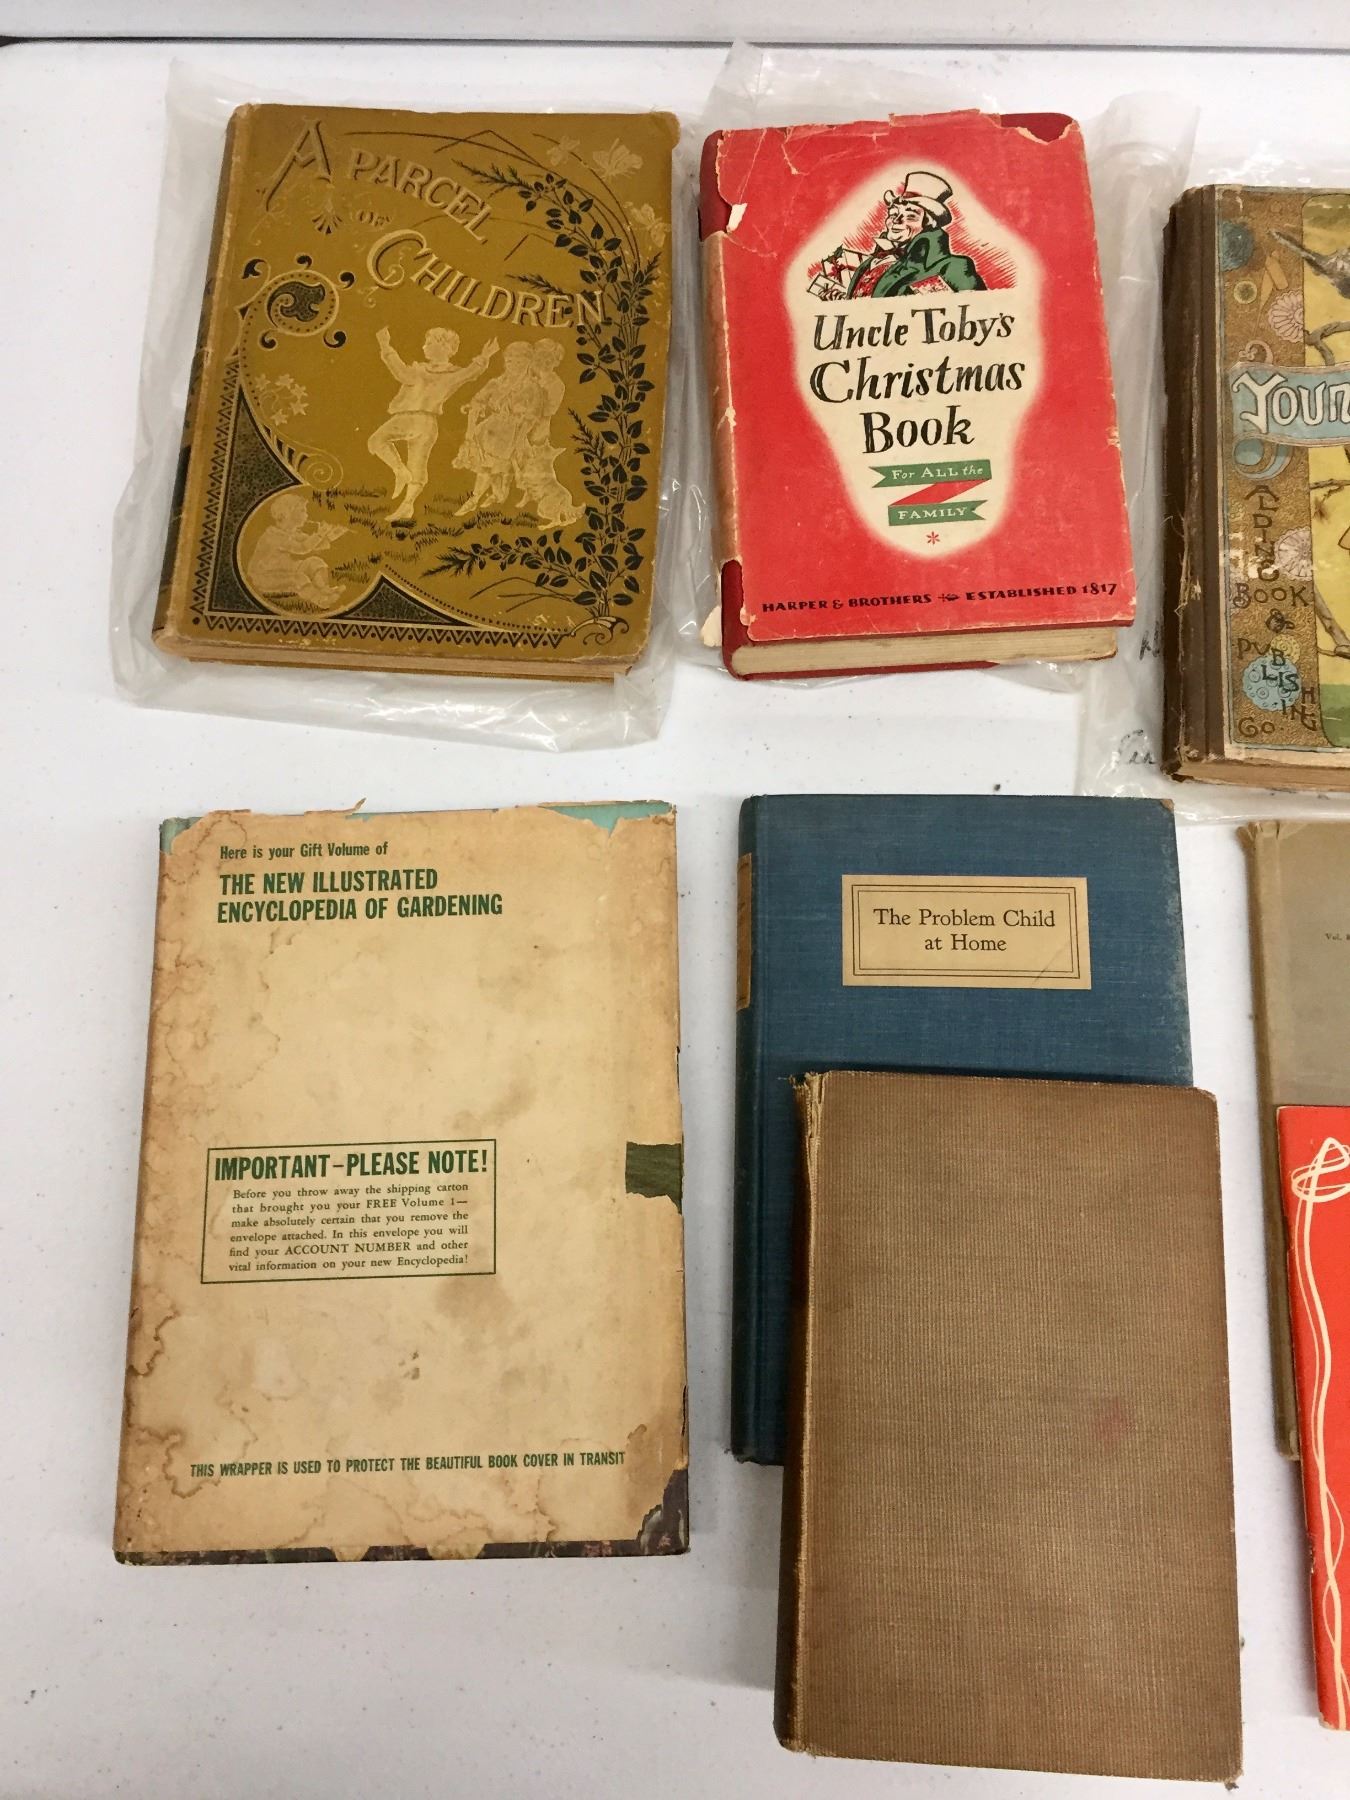 A PARCEL
OF
CHILDREN
Uncle Toby's
Christmas
Book
For ALL the
FAMILY
HARPER & BROTHERS ESTABLISHED 1817
BOOK
&
PUBLISHING
Co.
Here is your Gift Volume of
THE NEW ILLUSTRATED
ENCYCLOPEDIA OF GARDENING
IMPORTANT–PLEASE NOTE!
Before you throw away the shipping carton
that brought you your FREE Volume 1—
make absolutely certain that you remove the
envelope attached. In this envelope you will
find your ACCOUNT NUMBER and other
vital information on your new Encyclopedia!
THIS WRAPPER IS USED TO PROTECT THE BEAUTIFUL BOOK COVER IN TRANSIT
The Problem Child
at Home
Vol.